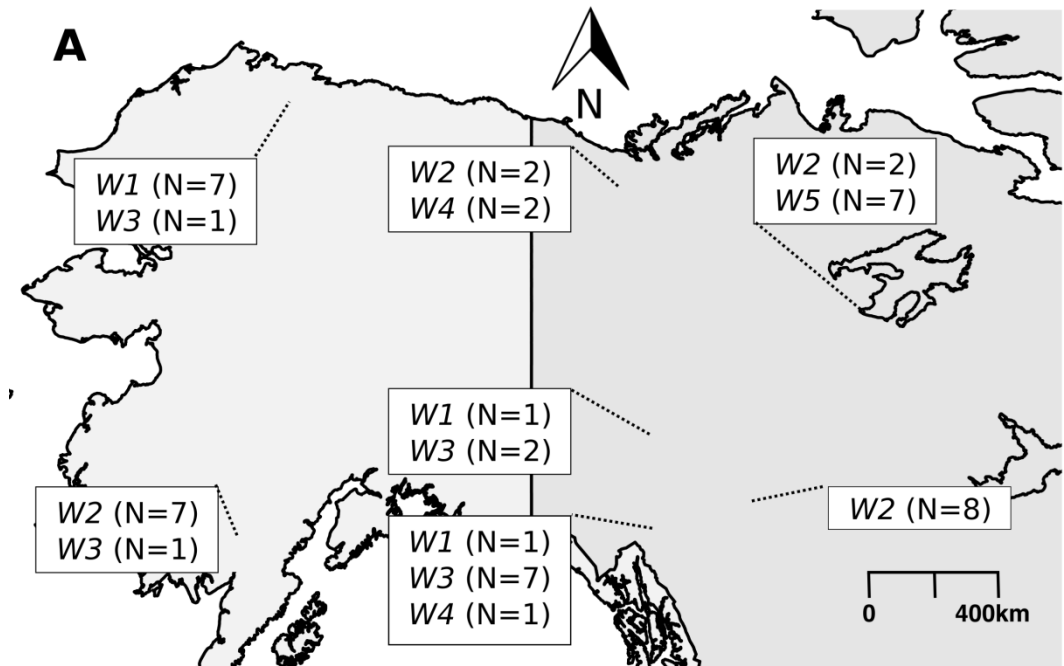 A
N
W1 (N=7)
W3 (N=1)
W2 (N=2)
W4 (N=2)
W2 (N=2)
W5 (N=7)
W1 (N=1)
W3 (N=2)
W2 (N=7)
W3 (N=1)
W1 (N=1)
W3 (N=7)
W4 (N=1)
W2 (N=8)
0 400km